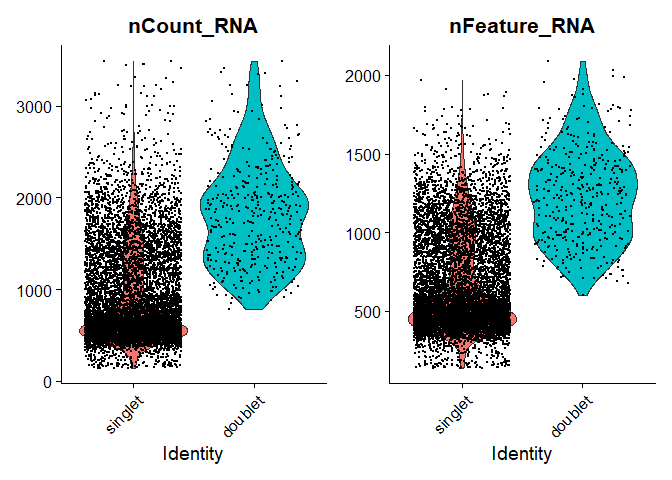 nCount_RNA
3000
2000
1000
0
singlet
doublet
Identity
nFeature_RNA
2000
1500
1000
500
singlet
doublet
Identity